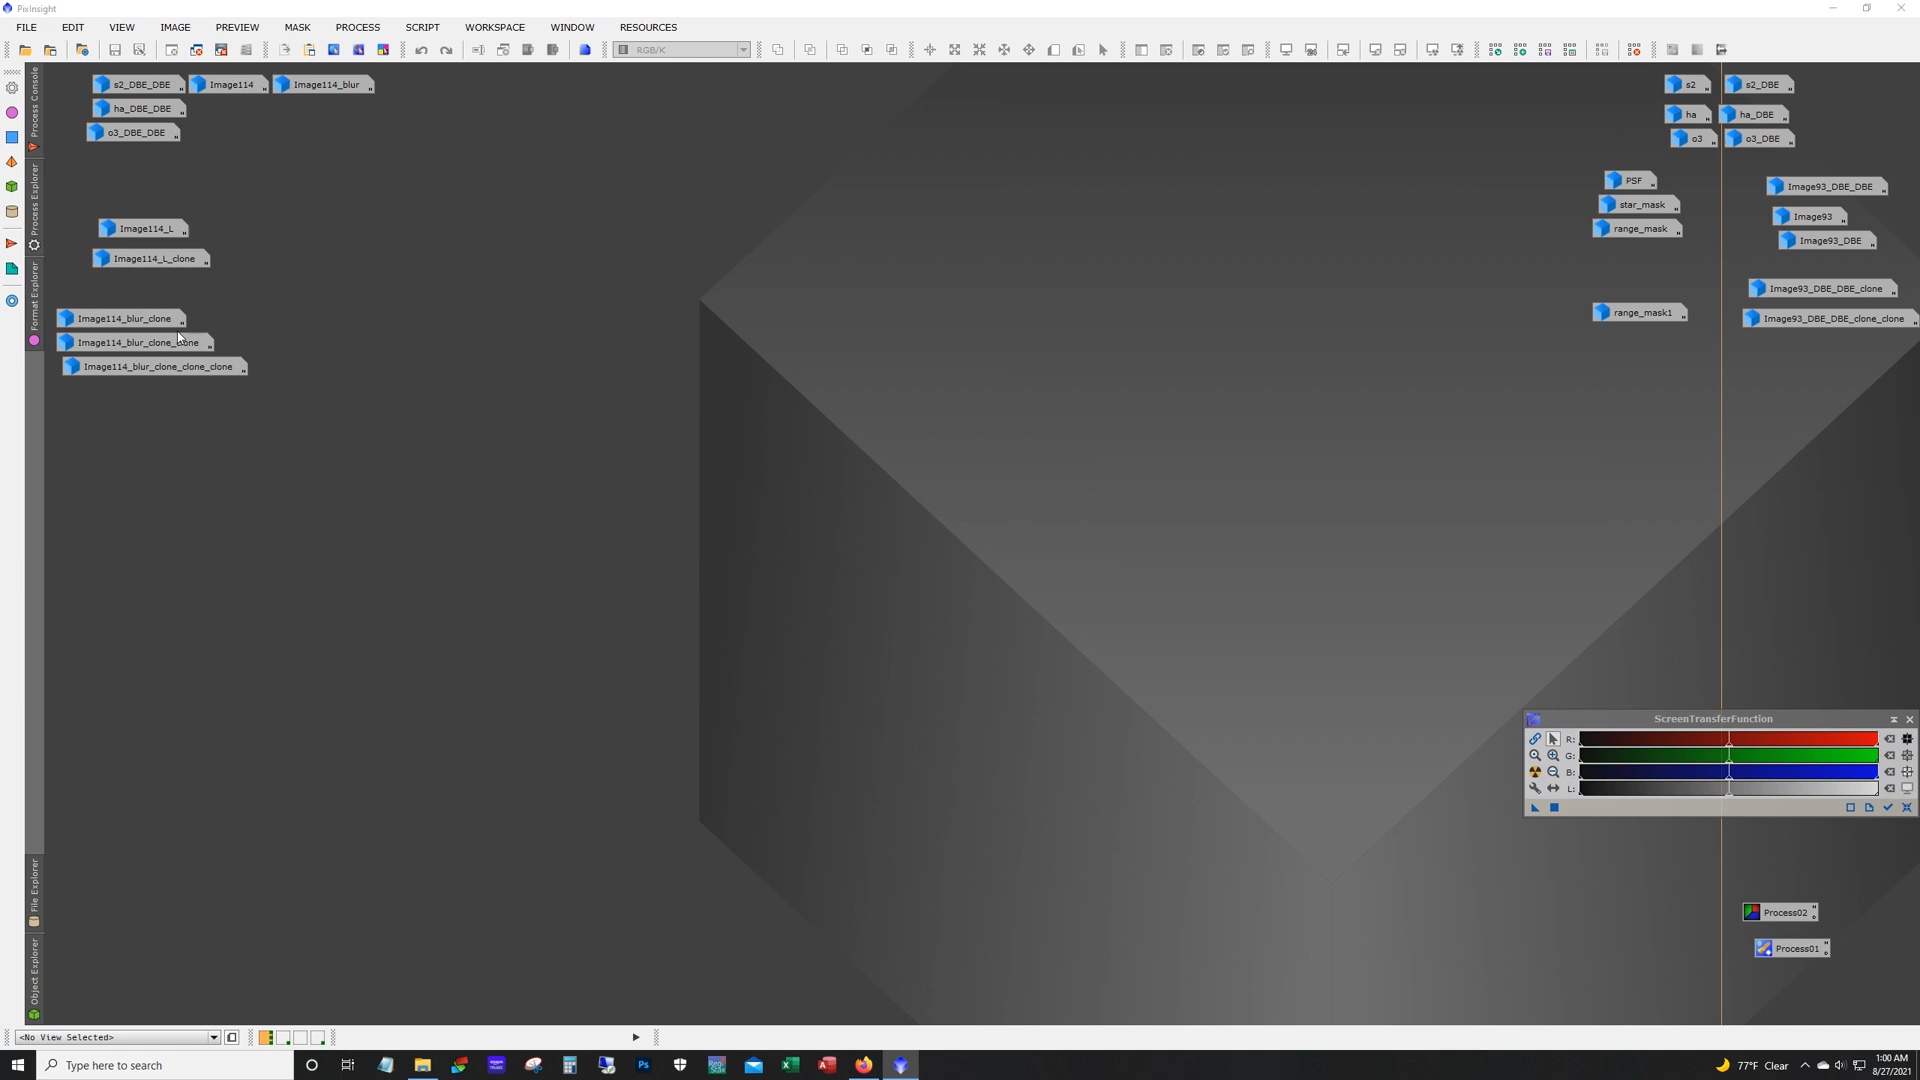 PixInsight
FILE EDIT VIEW IMAGE PREVIEW MASK PROCESS SCRIPT WORKSPACE WINDOW RESOURCES
RGB/K
Process Console
Process Explorer
Format Explorer
File Explorer
Object Explorer
s2_DBE_DBE Image114 Image114_blur
ha_DBE_DBE
o3_DBE_DBE
Image114_L
Image114_L_clone
Image114_blur_clone
Image114_blur_clone_clone
Image114_blur_clone_clone_clone
s2 s2_DBE
ha ha_DBE
o3 o3_DBE
PSF Image93_DBE_DBE
star_mask Image93
range_mask Image93_DBE
Image93_DBE_DBE_clone
range_mask1 Image93_DBE_DBE_clone_clone
ScreenTransferFunction
R:
G:
B:
L:
Process02
Process01
<No View Selected>
Type here to search
77°F Clear
1:00 AM
8/27/2021